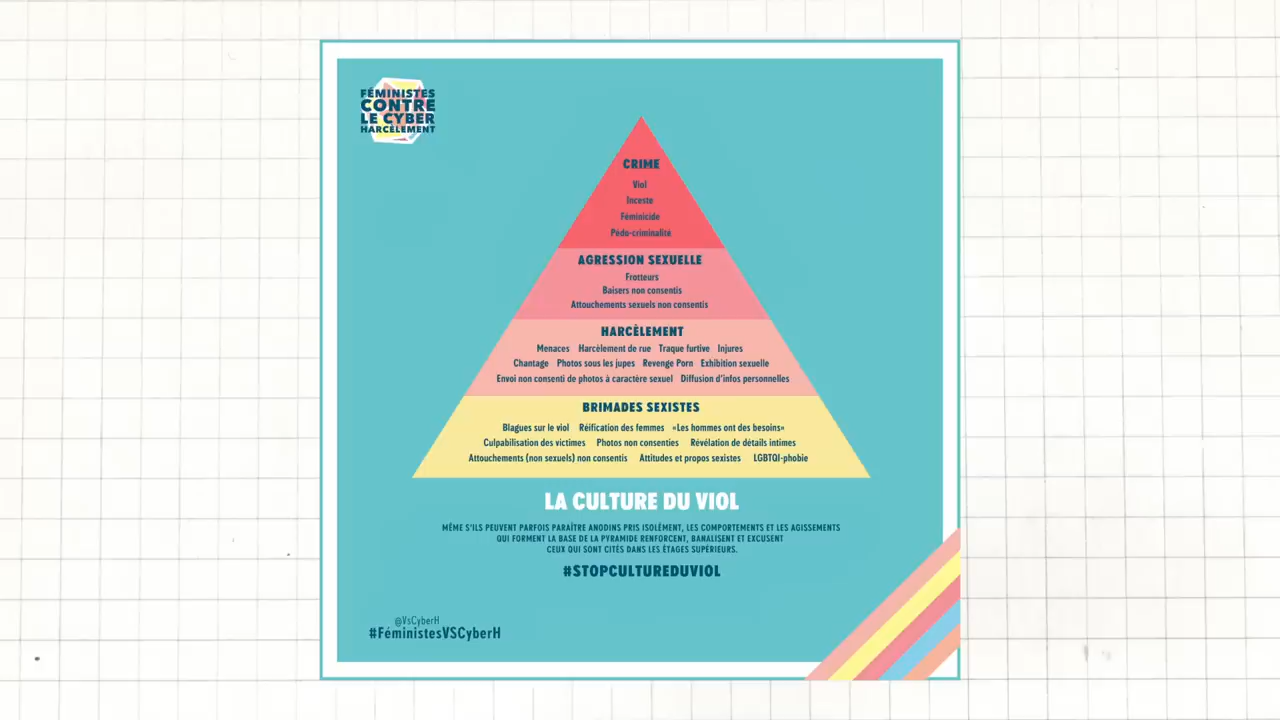 FÉMINISTES
CONTRE
LE CYBER
HARCÈLEMENT
CRIME
Viol
Inceste
Féminicide
Pédo-criminalité
AGRESSION SEXUELLE
Frotteurs
Baisers non consentis
Attouchements sexuels non consentis
HARCÈLEMENT
Menaces Harcèlement de rue Traque furtive Injures
Chantage Photos sous les jupes Revenge Porn Exhibition sexuelle
Envoi non consenti de photos à caractère sexuel Diffusion d'infos personnelles
BRIMADES SEXISTES
Blagues sur le viol Réification des femmes «Les hommes ont des besoins»
Culpabilisation des victimes Photos non consenties Révélation de détails intimes
Attouchements (non sexuels) non consentis Attitudes et propos sexistes LGBTQI-phobie
LA CULTURE DU VIOL
MÊME S'ILS PEUVENT PARFOIS PARAÎTRE ANODINS PRIS ISOLÉMENT, LES COMPORTEMENTS ET LES AGISSEMENTS
QUI FORMENT LA BASE DE LA PYRAMIDE RENFORCENT, BANALISENT ET EXCUSENT
CEUX QUI SONT CITÉS DANS LES ÉTAGES SUPÉRIEURS.
#STOPCULTUREDUVIOL
@VsCyberH
#FéministesVSCyberH